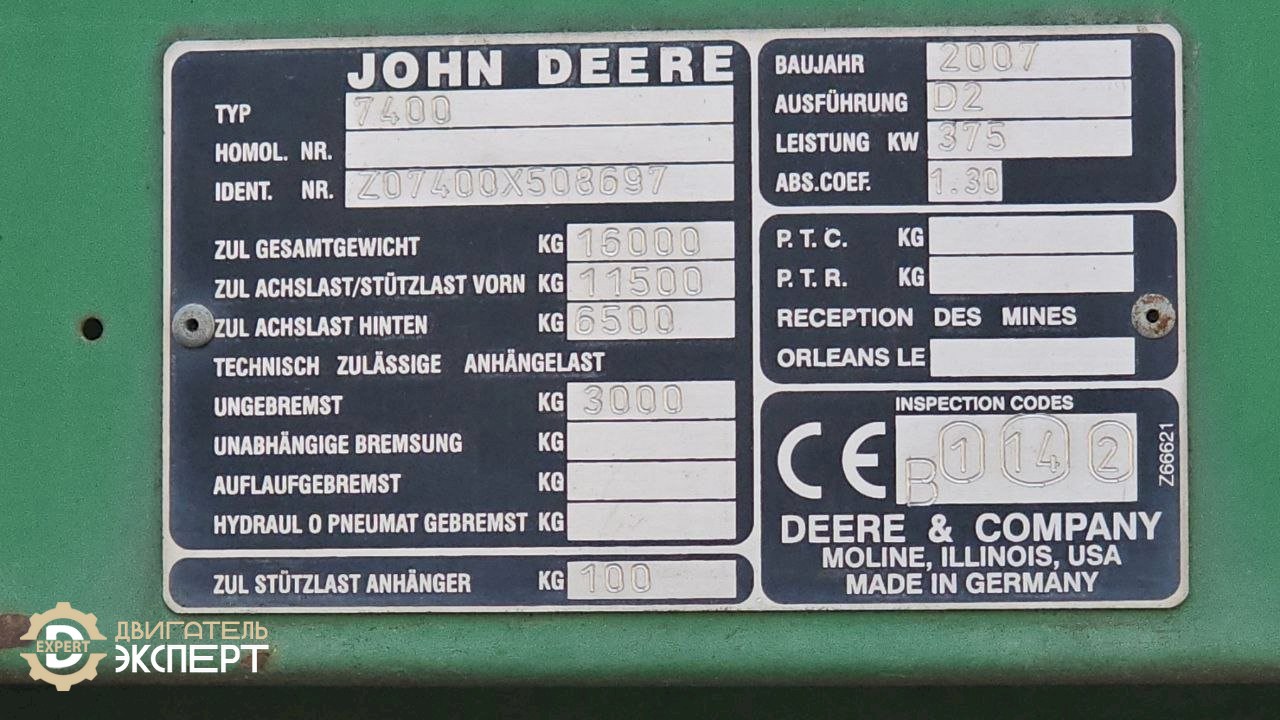 JOHN DEERE
TYP 7400
HOMOL. NR.
IDENT. NR. Z07400X508697
ZUL GESAMTGEWICHT KG 16000
ZUL ACHSLAST/STÜTZLAST VORN KG 11500
ZUL ACHSLAST HINTEN KG 6500
TECHNISCH ZULÄSSIGE ANHÄNGELAST
UNGEBREMST KG 3000
UNABHÄNGIGE BREMSUNG KG
AUFLAUFGEBREMST KG
HYDRAUL O PNEUMAT GEBREMST KG
ZUL STÜTZLAST ANHÄNGER KG 100
BAUJAHR 2007
AUSFÜHRUNG D2
LEISTUNG KW 375
ABS.COEF. 1.30
P. T. C. KG
P. T. R. KG
RECEPTION DES MINES
ORLEANS LE
INSPECTION CODES
CE B 1 14 2
Z66621
DEERE & COMPANY
MOLINE, ILLINOIS, USA
MADE IN GERMANY
D EXPERT
ДВИГАТЕЛЬ
ЭКСПЕРТ